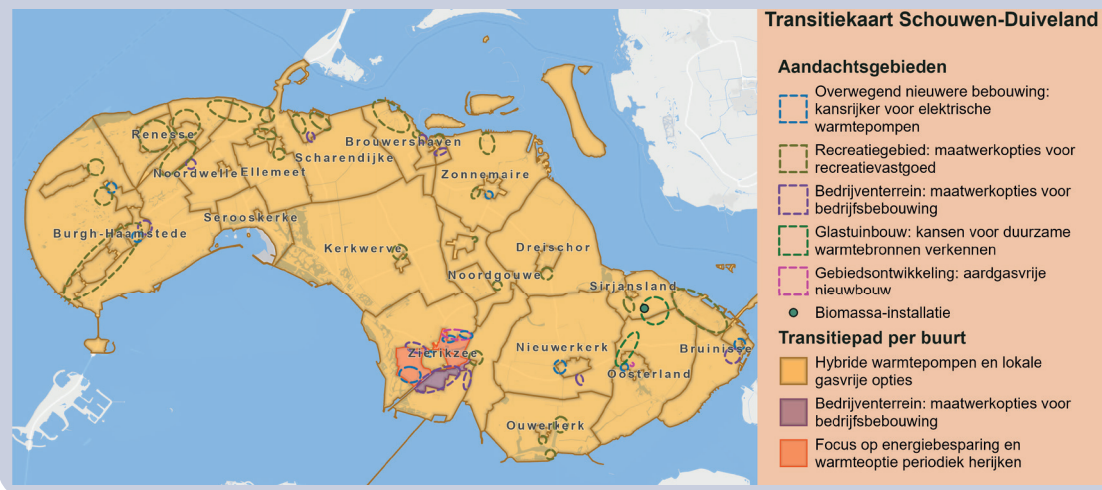 Transitiekaart Schouwen-Duiveland
Aandachtsgebieden
Overwegend nieuwere bebouwing:
kansrijker voor elektrische
warmtepompen
Recreatiegebied: maatwerkopties voor
recreatievastgoed
Bedrijventerrein: maatwerkopties voor
bedrijfsbebouwing
Glastuinbouw: kansen voor duurzame
warmtebronnen verkennen
Gebiedsontwikkeling: aardgasvrije
nieuwbouw
Biomassa-installatie
Transitiepad per buurt
Hybride warmtepompen en lokale
gasvrije opties
Bedrijventerrein: maatwerkopties voor
bedrijfsbebouwing
Focus op energiebesparing en
warmteoptie periodiek herijken
Renesse
Brouwershaven
Scharendijke
Noordwelle
Ellemeet
Zonnemaire
Serooskerke
Burgh-Haamstede
Kerkwerve
Dreischor
Noordgouwe
Sirjansland
Zierikzee
Nieuwerkerk
Bruinisse
Oosterland
Ouwerkerk